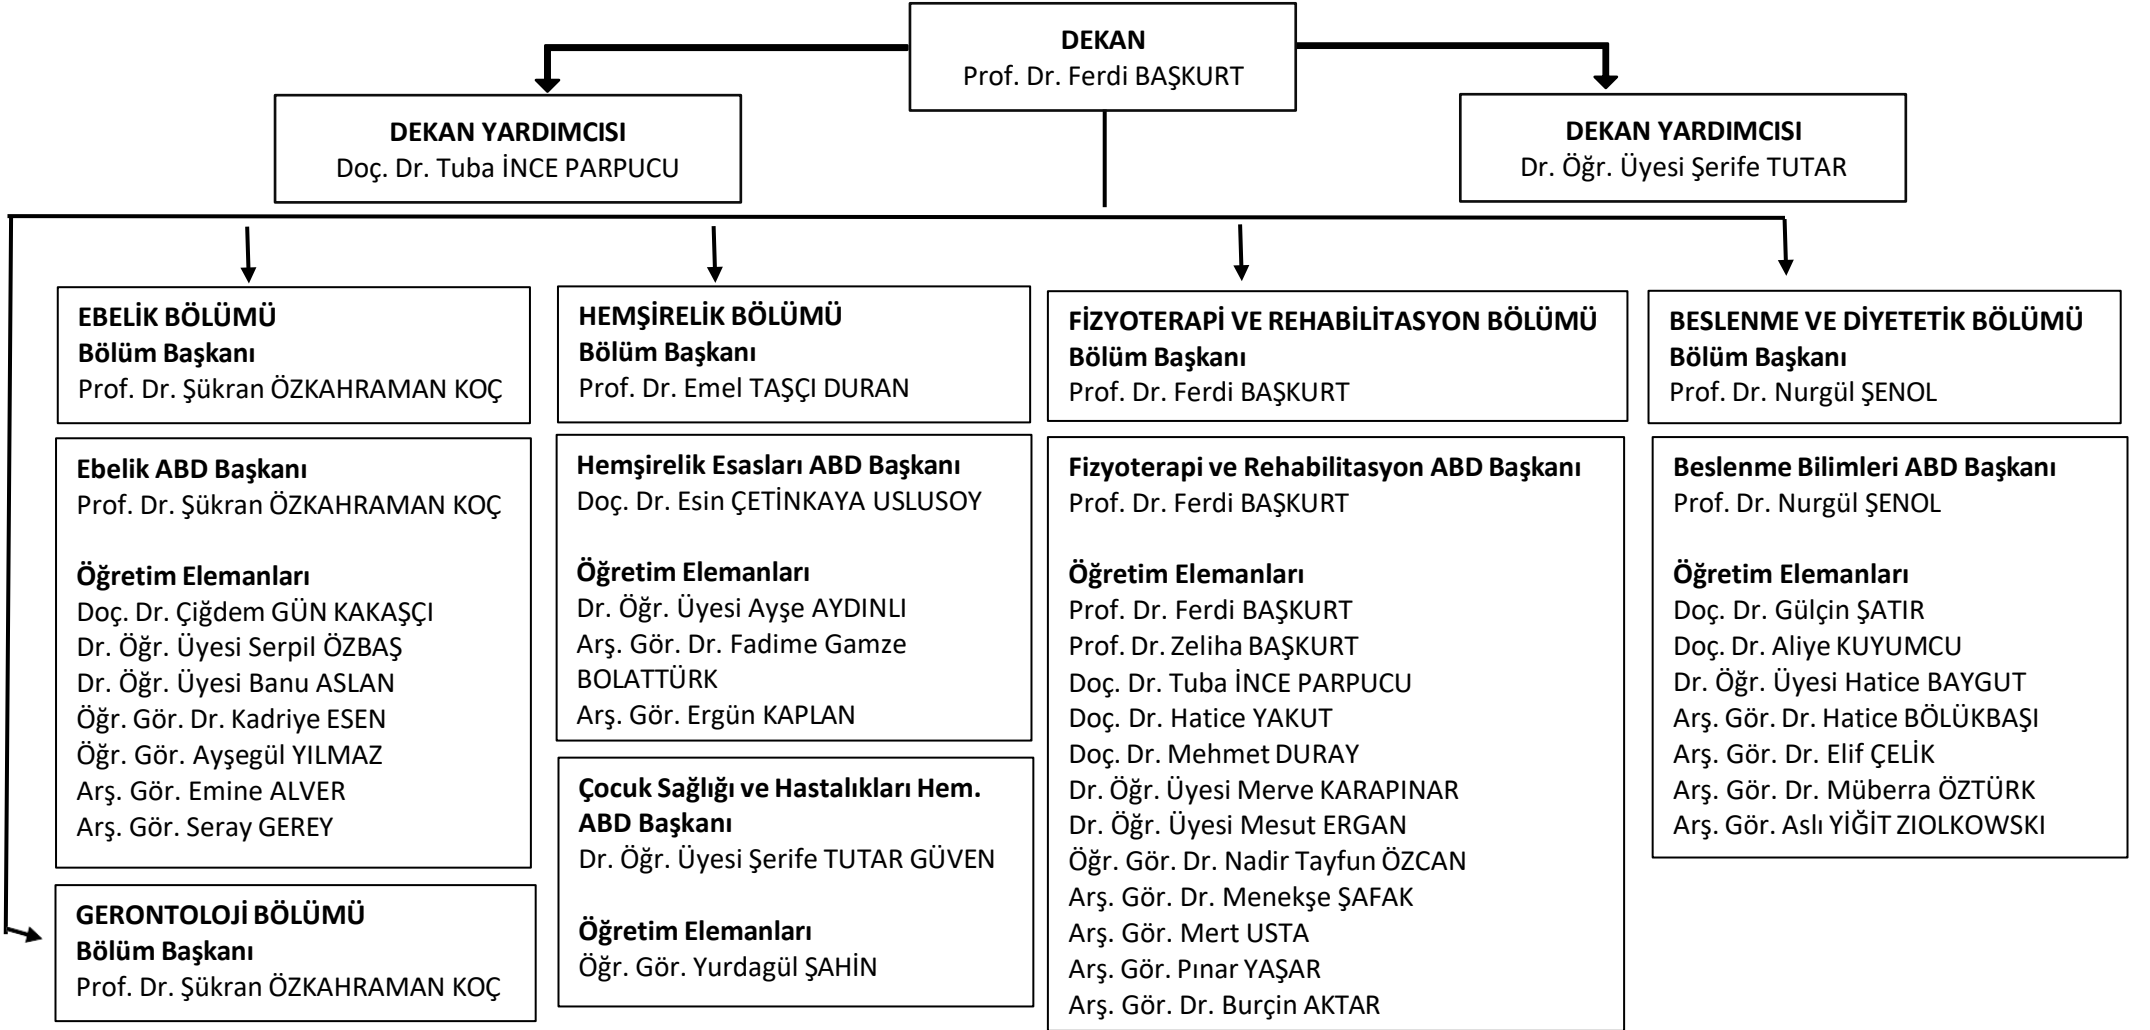 DEKAN
Prof. Dr. Ferdi BAŞKURT
DEKAN YARDIMCISI
Doç. Dr. Tuba İNCE PARPUCU
DEKAN YARDIMCISI
Dr. Öğr. Üyesi Şerife TUTAR
EBELİK BÖLÜMÜ
Bölüm Başkanı
Prof. Dr. Şükran ÖZKAHRAMAN KOÇ
Ebelik ABD Başkanı
Prof. Dr. Şükran ÖZKAHRAMAN KOÇ
Öğretim Elemanları
Doç. Dr. Çiğdem GÜN KAKAŞÇI
Dr. Öğr. Üyesi Serpil ÖZBAŞ
Dr. Öğr. Üyesi Banu ASLAN
Öğr. Gör. Dr. Kadriye ESEN
Öğr. Gör. Ayşegül YILMAZ
Arş. Gör. Emine ALVER
Arş. Gör. Seray GEREY
GERONTOLOJİ BÖLÜMÜ
Bölüm Başkanı
Prof. Dr. Şükran ÖZKAHRAMAN KOÇ
HEMŞİRELİK BÖLÜMÜ
Bölüm Başkanı
Prof. Dr. Emel TAŞÇI DURAN
Hemşirelik Esasları ABD Başkanı
Doç. Dr. Esin ÇETİNKAYA USLUSOY
Öğretim Elemanları
Dr. Öğr. Üyesi Ayşe AYDINLI
Arş. Gör. Dr. Fadime Gamze
BOLATTÜRK
Arş. Gör. Ergün KAPLAN
Çocuk Sağlığı ve Hastalıkları Hem.
ABD Başkanı
Dr. Öğr. Üyesi Şerife TUTAR GÜVEN
Öğretim Elemanları
Öğr. Gör. Yurdagül ŞAHİN
FİZYOTERAPİ VE REHABİLİTASYON BÖLÜMÜ
Bölüm Başkanı
Prof. Dr. Ferdi BAŞKURT
Fizyoterapi ve Rehabilitasyon ABD Başkanı
Prof. Dr. Ferdi BAŞKURT
Öğretim Elemanları
Prof. Dr. Ferdi BAŞKURT
Prof. Dr. Zeliha BAŞKURT
Doç. Dr. Tuba İNCE PARPUCU
Doç. Dr. Hatice YAKUT
Doç. Dr. Mehmet DURAY
Dr. Öğr. Üyesi Merve KARAPINAR
Dr. Öğr. Üyesi Mesut ERGAN
Öğr. Gör. Dr. Nadir Tayfun ÖZCAN
Arş. Gör. Dr. Menekşe ŞAFAK
Arş. Gör. Mert USTA
Arş. Gör. Pınar YAŞAR
Arş. Gör. Dr. Burçin AKTAR
BESLENME VE DİYETETİK BÖLÜMÜ
Bölüm Başkanı
Prof. Dr. Nurgül ŞENOL
Beslenme Bilimleri ABD Başkanı
Prof. Dr. Nurgül ŞENOL
Öğretim Elemanları
Doç. Dr. Gülçin ŞATIR
Doç. Dr. Aliye KUYUMCU
Dr. Öğr. Üyesi Hatice BAYGUT
Arş. Gör. Dr. Hatice BÖLÜKBAŞI
Arş. Gör. Dr. Elif ÇELİK
Arş. Gör. Dr. Müberra ÖZTÜRK
Arş. Gör. Aslı YİĞİT ZIOLKOWSKI